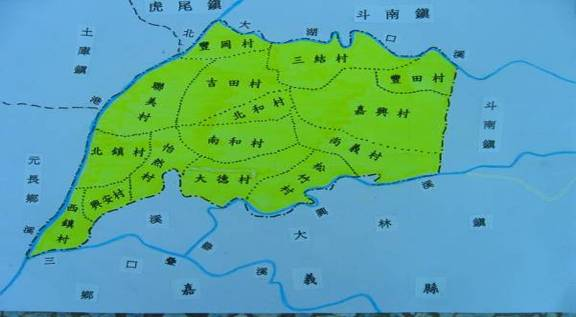 虎尾鎮
斗南鎮
土庫鎮
北
大
湖
口
溪
豐岡村
三結村
豐田村
吉田村
聯美村
北和村
嘉興村
斗南鎮
港
南和村
尚義村
北鎮村
怡然村
松竹村
大德村
元長鄉
興安村
西鎮村
溪
溪
溪
大
林
鎮
三
口
疊
溪
鄉
嘉
義
縣